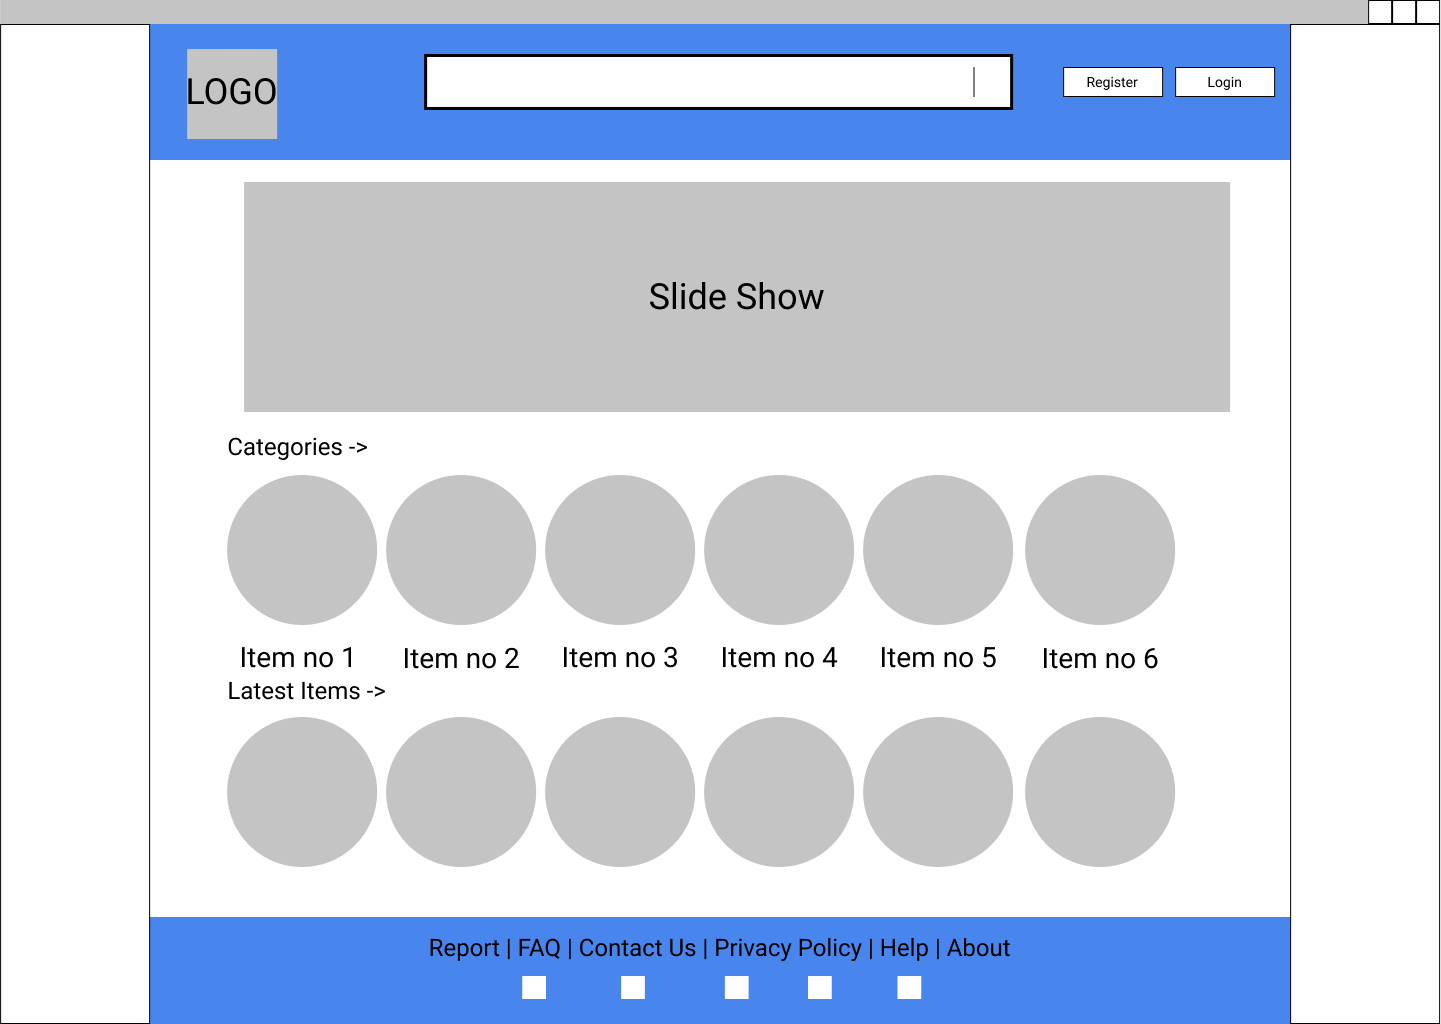 LOGO
Register
Login
Slide Show
Categories ->
Item no 1
Item no 2
Item no 3
Item no 4
Item no 5
Item no 6
Latest Items ->
Report | FAQ | Contact Us | Privacy Policy | Help | About